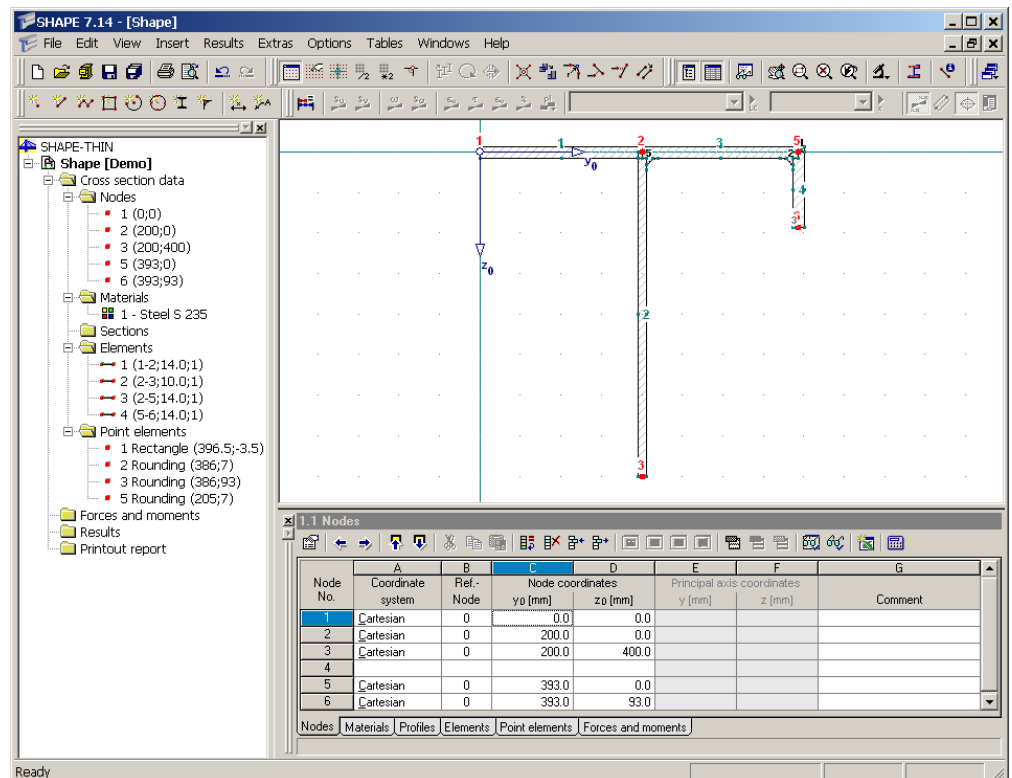 SHAPE 7.14 - [Shape]
File Edit View Insert Results Extras Options Tables Windows Help
SHAPE-THIN
Shape [Demo]
Cross section data
Nodes
1 (0;0)
2 (200;0)
3 (200;400)
5 (393;0)
6 (393;93)
Materials
1 - Steel S 235
Sections
Elements
1 (1-2;14.0;1)
2 (2-3;10.0;1)
3 (2-5;14.0;1)
4 (5-6;14.0;1)
Point elements
1 Rectangle (396.5;-3.5)
2 Rounding (386;7)
3 Rounding (386;93)
5 Rounding (205;7)
Forces and moments
Results
Printout report
1 1 2 3 5
5 2
y0
4
3
z0
2
3
1.1 Nodes
A B C D E F G
Node Coordinate Ref.- Node coordinates Principal axis coordinates
No. system Node y0 [mm] z0 [mm] y [mm] z [mm] Comment
1 Cartesian 0 0.0 0.0
2 Cartesian 0 200.0 0.0
3 Cartesian 0 200.0 400.0
4
5 Cartesian 0 393.0 0.0
6 Cartesian 0 393.0 93.0
Nodes Materials Profiles Elements Point elements Forces and moments
Ready